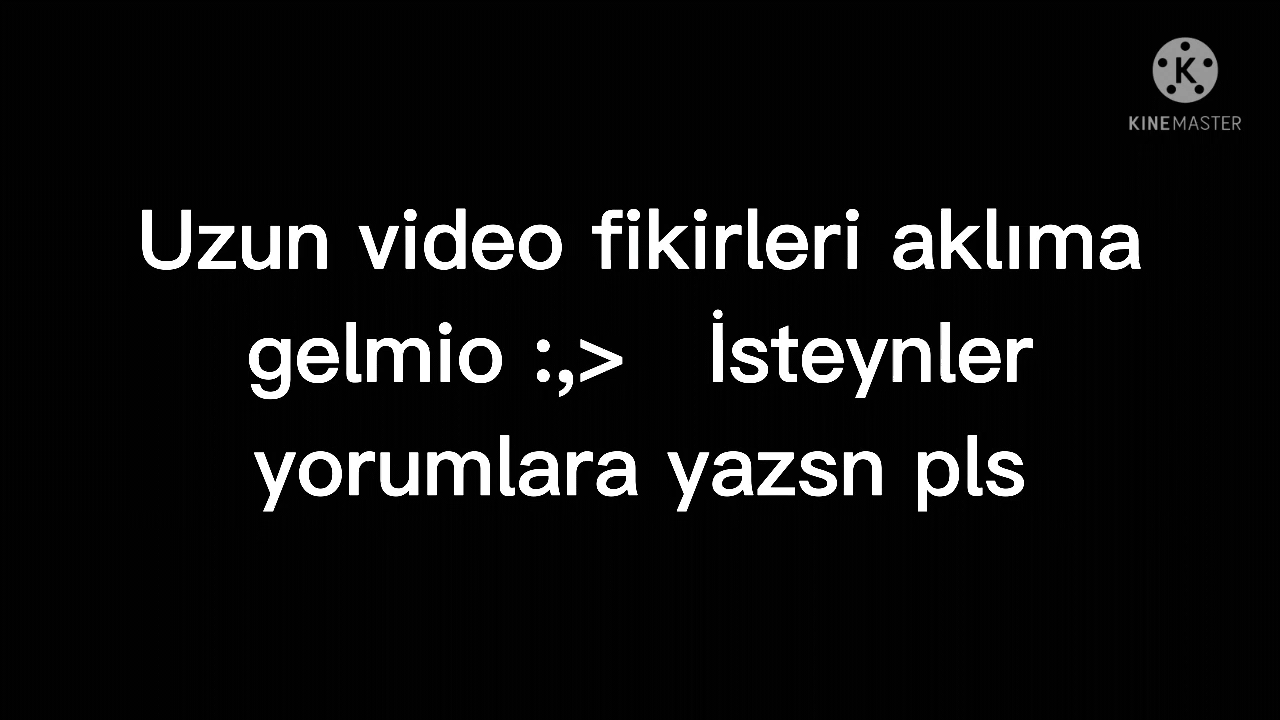 KINEMASTER
Uzun video fikirleri aklıma
gelmio :,> İsteynler
yorumlara yazsn pls